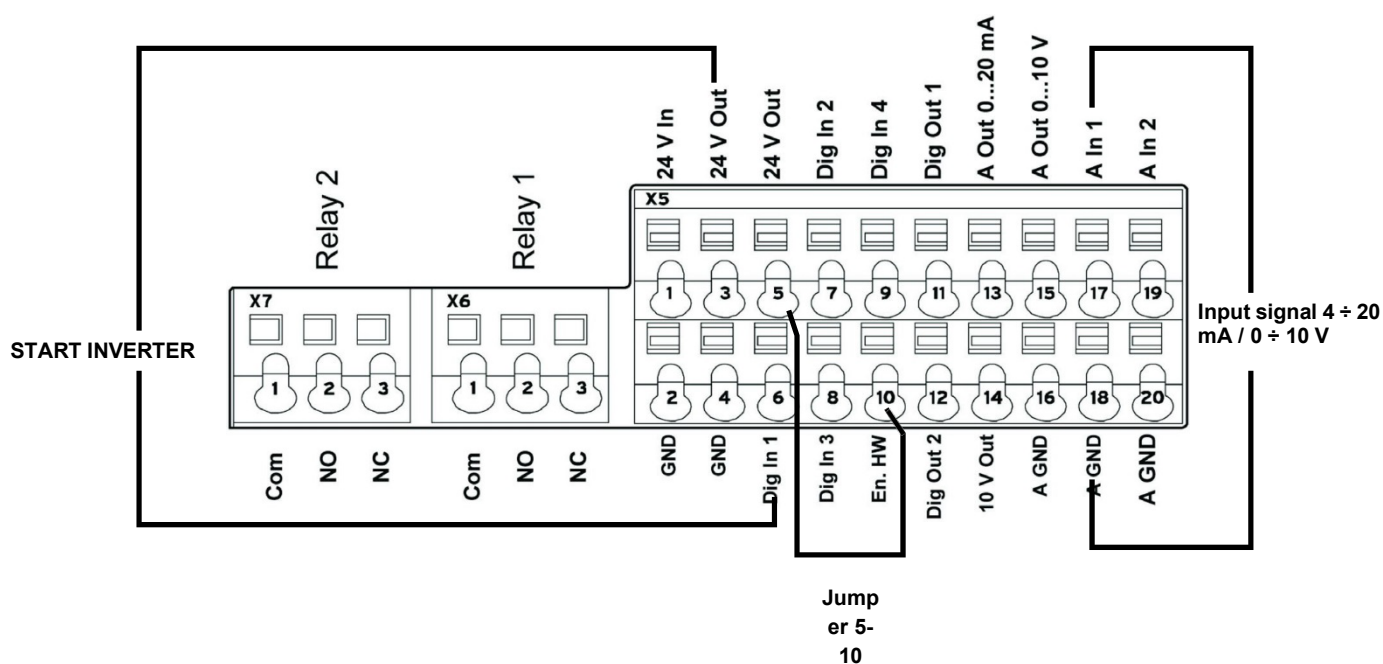 24 V In
24 V Out
24 V Out
Dig In 2
Dig In 4
Dig Out 1
A Out 0...20 mA
A Out 0...10 V
A In 1
A In 2
Relay 2
Relay 1
X5
1 3 5 7 9 11 13 15 17 19
X7
X6
Input signal 4 ÷ 20
mA / 0 ÷ 10 V
START INVERTER
1 2 3
1 2 3
2 4 6 8 10 12 14 16 18 20
Com
NO
NC
Com
NO
NC
GND
GND
Dig In 1
Dig In 3
En. HW
Dig Out 2
10 V Out
A GND
A GND
A GND
Jump
er 5-
10